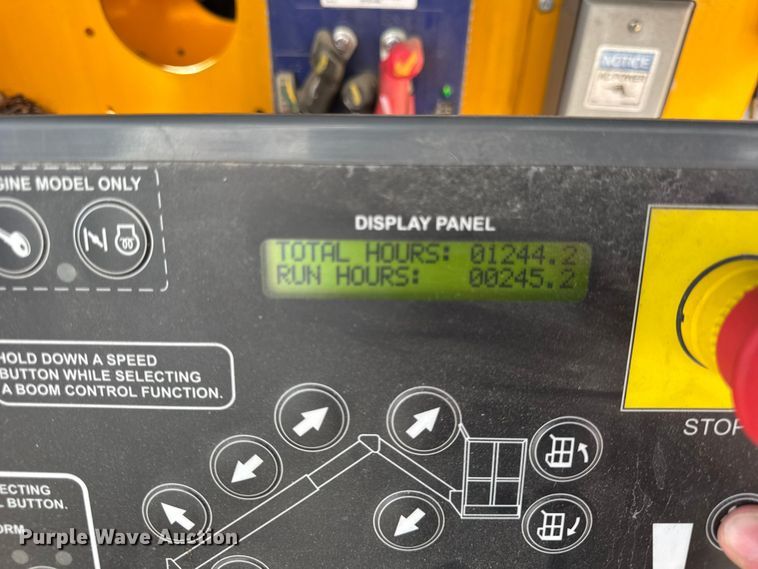 NOTICE
GINE MODEL ONLY
DISPLAY PANEL
TOTAL HOURS: 01244.2
RUN HOURS: 00245.2
HOLD DOWN A SPEED
BUTTON WHILE SELECTING
A BOOM CONTROL FUNCTION.
STOP
ECTING
L BUTTON.
ORM
Purple Wave Auction